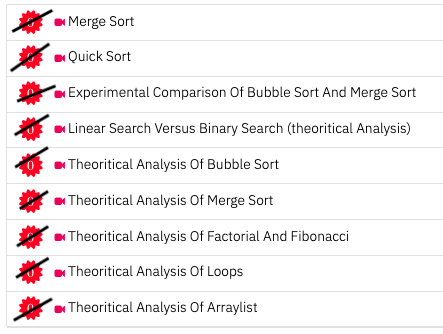 Merge Sort
Quick Sort
Experimental Comparison Of Bubble Sort And Merge Sort
Linear Search Versus Binary Search (theoritical Analysis)
Theoritical Analysis Of Bubble Sort
Theoritical Analysis Of Merge Sort
Theoritical Analysis Of Factorial And Fibonacci
Theoritical Analysis Of Loops
Theoritical Analysis Of Arraylist